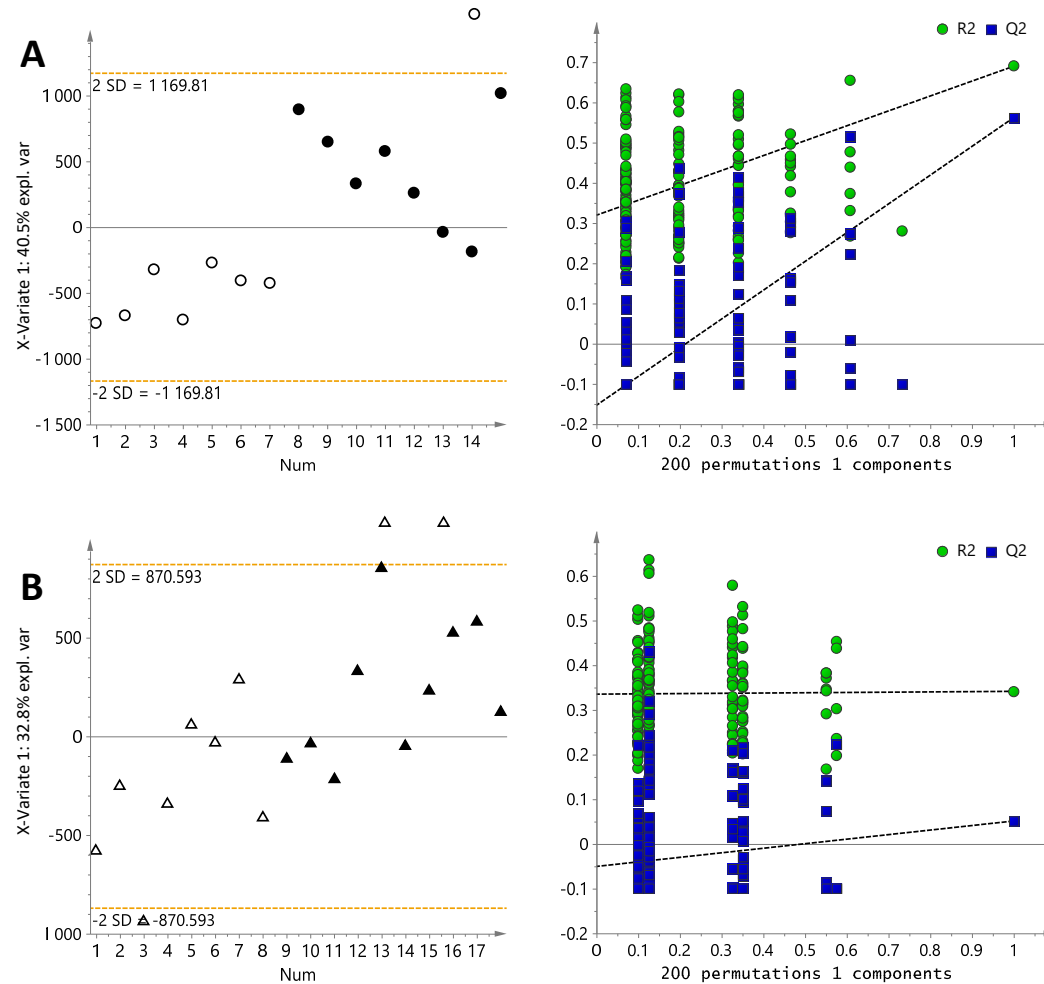 A
X-Variate 1: 40.5% expl. var
1 000
500
0
-500
-1 000
-1 500
2 SD = 1 169.81
-2 SD = -1 169.81
1 2 3 4 5 6 7 8 9 10 11 12 13 14
Num
R2 Q2
0.7
0.6
0.5
0.4
0.3
0.2
0.1
0
-0.1
-0.2
0 0.1 0.2 0.3 0.4 0.5 0.6 0.7 0.8 0.9 1
200 permutations 1 components
B
X-Variate 1: 32.8% expl. var
500
0
-500
1 000
2 SD = 870.593
-2 SD = -870.593
1 2 3 4 5 6 7 8 9 10 11 12 13 14 15 16 17
Num
R2 Q2
0.6
0.5
0.4
0.3
0.2
0.1
0
-0.1
-0.2
0 0.1 0.2 0.3 0.4 0.5 0.6 0.7 0.8 0.9 1
200 permutations 1 components